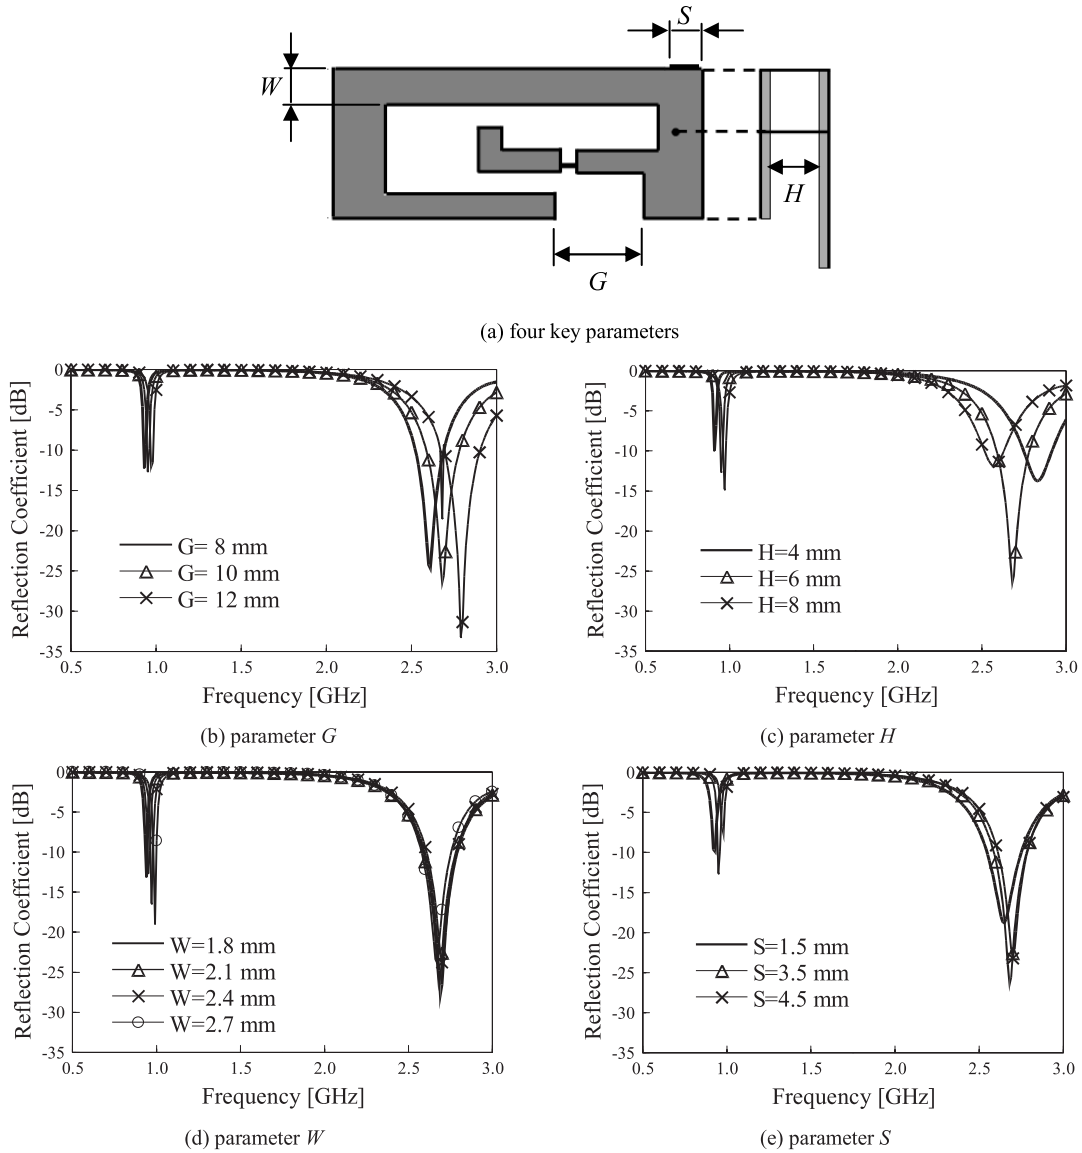 S
W
H
G
(a) four key parameters
0
-5
-10
-15
-20
-25
-30
-35
Reflection Coefficient [dB]
G= 8 mm
G= 10 mm
G= 12 mm
0.5 1.0 1.5 2.0 2.5 3.0
Frequency [GHz]
(b) parameter G
0
-5
-10
-15
-20
-25
-30
-35
Reflection Coefficient [dB]
H=4 mm
H=6 mm
H=8 mm
0.5 1.0 1.5 2.0 2.5 3.0
Frequency [GHz]
(c) parameter H
0
-5
-10
-15
-20
-25
-30
-35
Reflection Coefficient [dB]
W=1.8 mm
W=2.1 mm
W=2.4 mm
W=2.7 mm
0.5 1.0 1.5 2.0 2.5 3.0
Frequency [GHz]
(d) parameter W
0
-5
-10
-15
-20
-25
-30
-35
Reflection Coefficient [dB]
S=1.5 mm
S=3.5 mm
S=4.5 mm
0.5 1.0 1.5 2.0 2.5 3.0
Frequency [GHz]
(e) parameter S